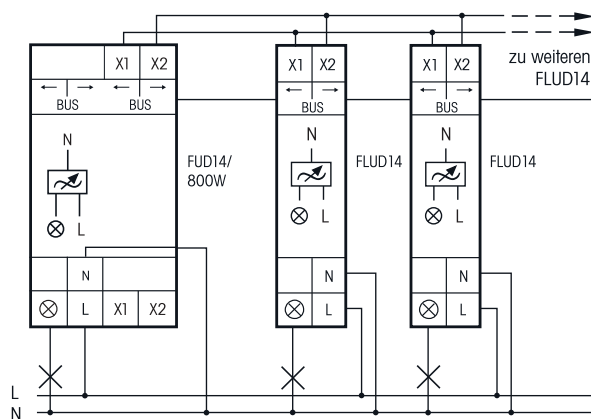 X1 X2 X1 X2 X1 X2
zu weiteren
FLUD14
BUS BUS BUS BUS
N N N
FUD14/
800W
FLUD14 FLUD14
L L L
N N N
L X1 X2 L L
L
N